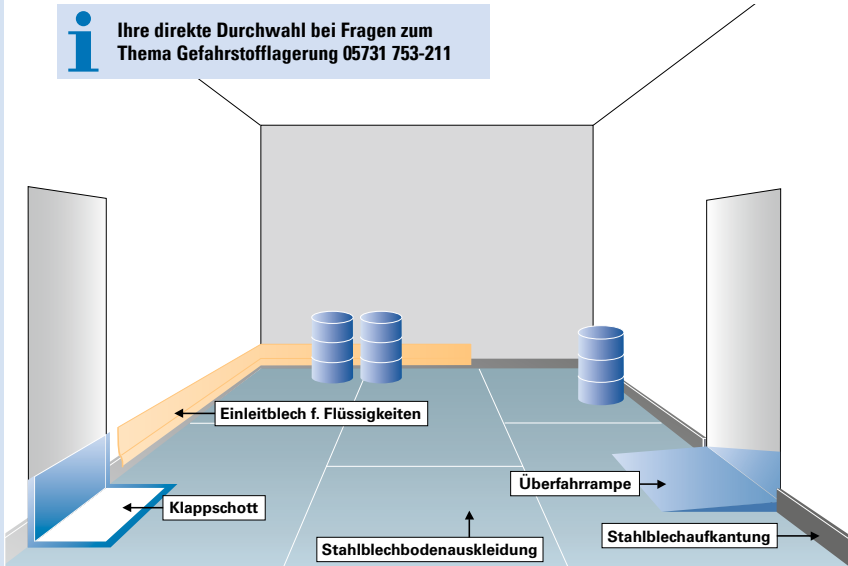 Ihre direkte Durchwahl bei Fragen zum
Thema Gefahrstofflagerung 05731 753-211
Einleitblech f. Flüssigkeiten
Klappschott
Überfahrrampe
Stahlblechaufkantung
Stahlblechbodenauskleidung